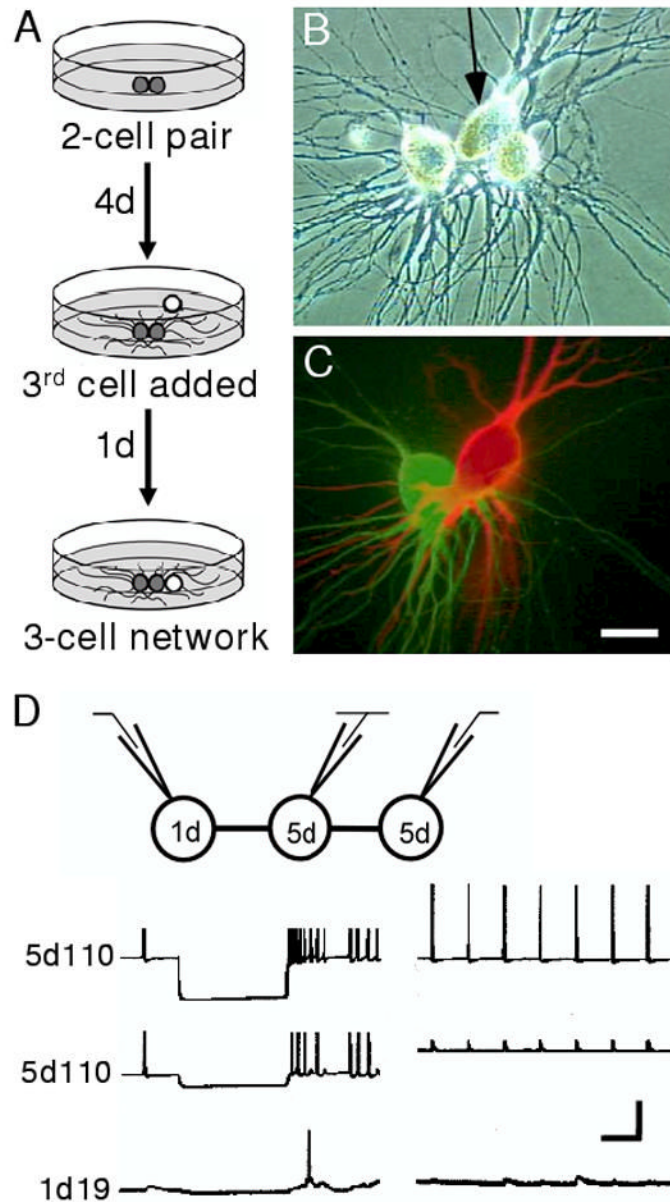 A
2-cell pair
4d
3rd cell added
1d
3-cell network
B
C
D
1d 5d 5d
5d110
5d110
1d19